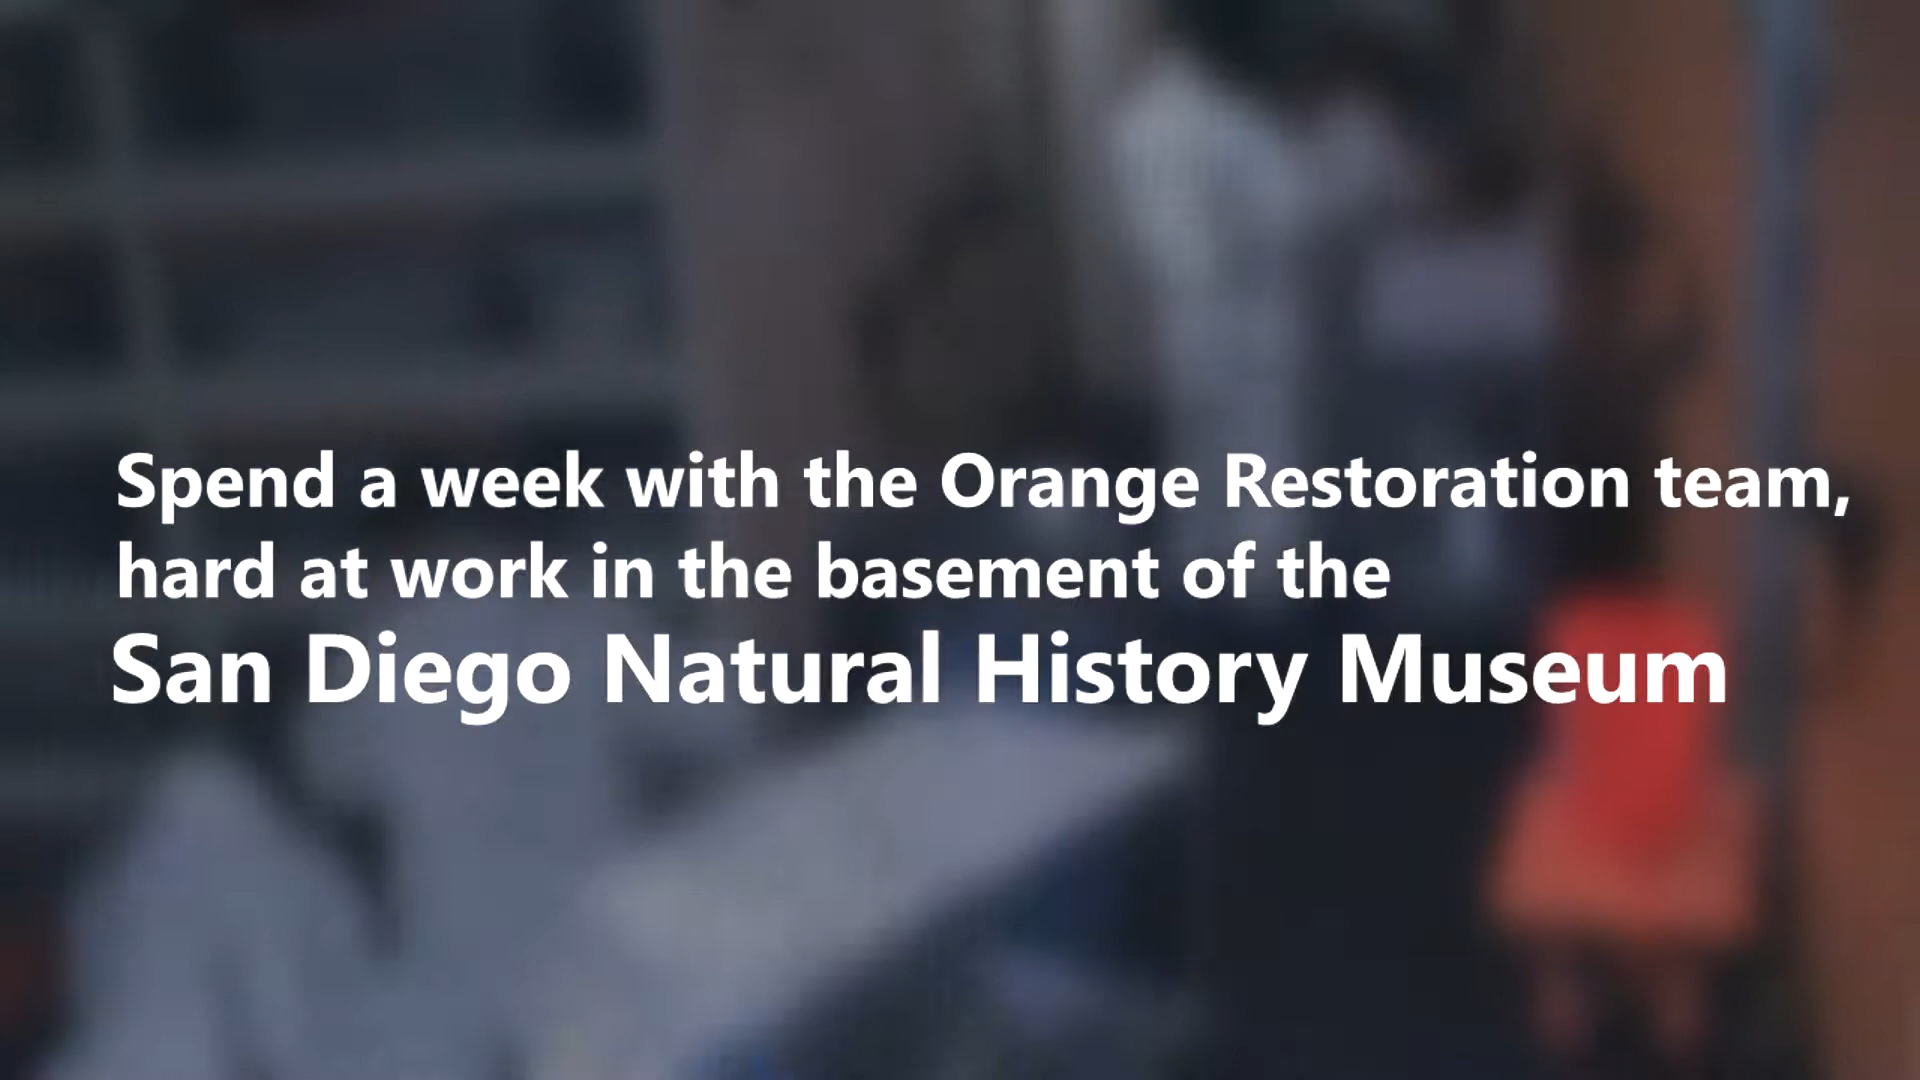 Spend a week with the Orange Restoration team,
hard at work in the basement of the
San Diego Natural History Museum